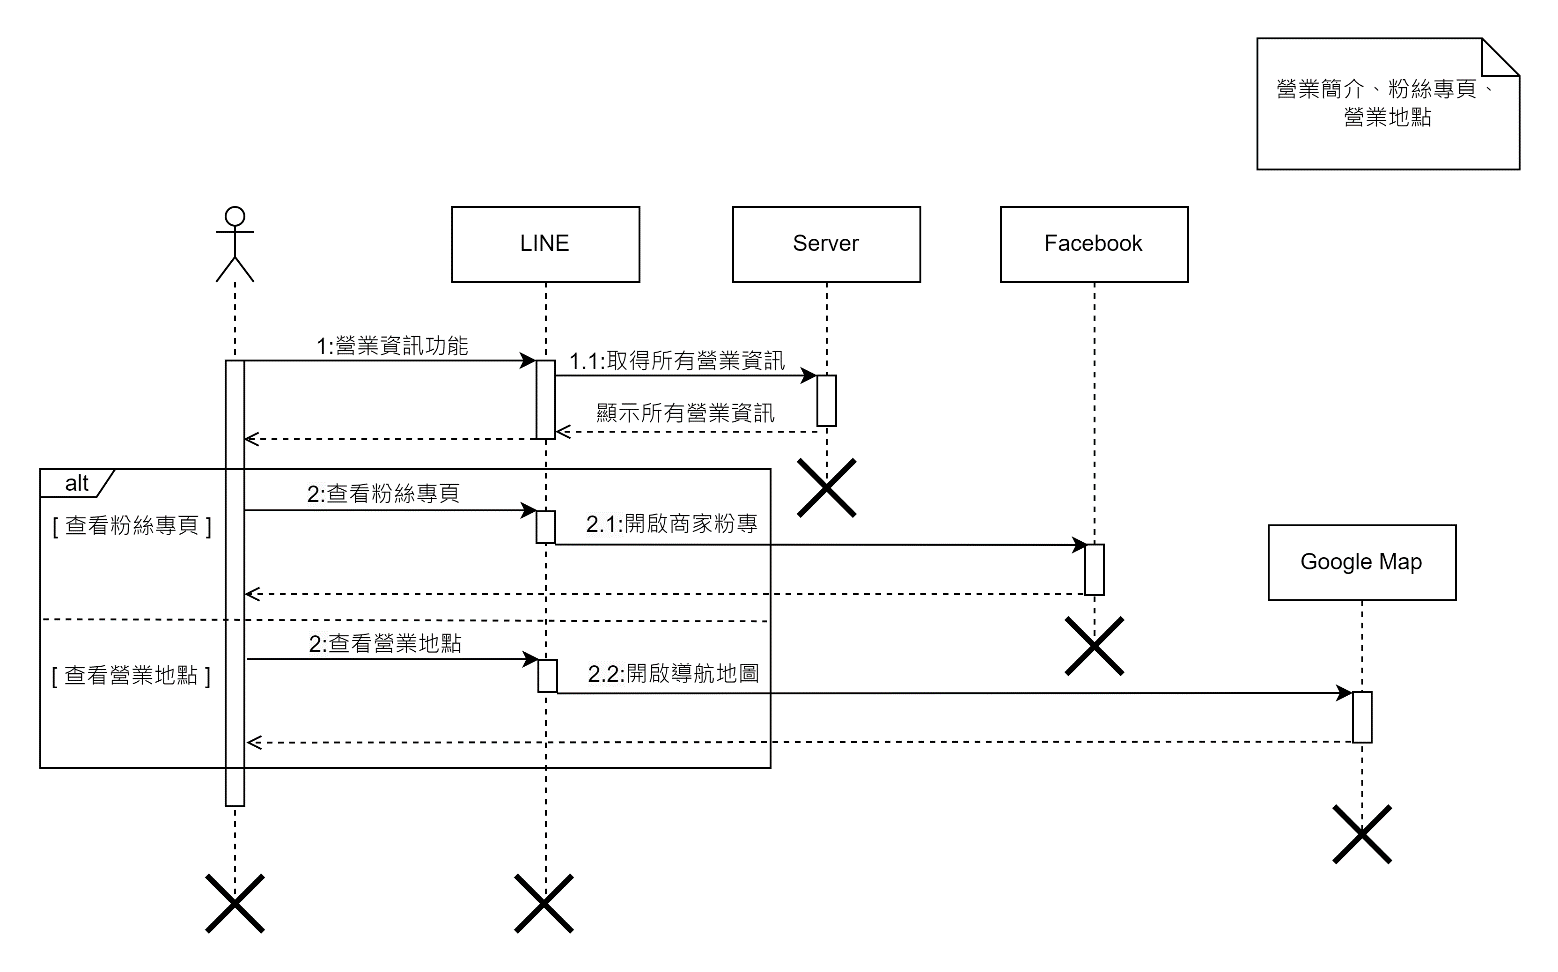 營業簡介、粉絲專頁、
營業地點
LINE
Server
Facebook
1:營業資訊功能
1.1:取得所有營業資訊
顯示所有營業資訊
alt
2:查看粉絲專頁
[ 查看粉絲專頁 ]
2.1:開啟商家粉專
Google Map
2:查看營業地點
[ 查看營業地點 ]
2.2:開啟導航地圖